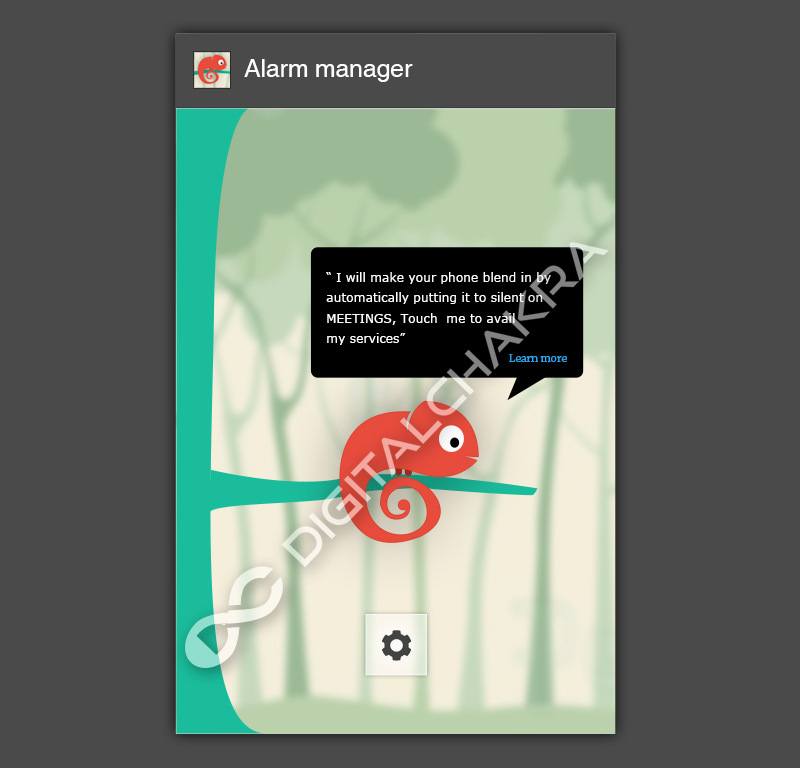 Alarm manager
“ I will make your phone blend in by
automatically putting it to silent on
MEETINGS, Touch  me to avail
my services”
Learn more
DIGITALCHAKRA